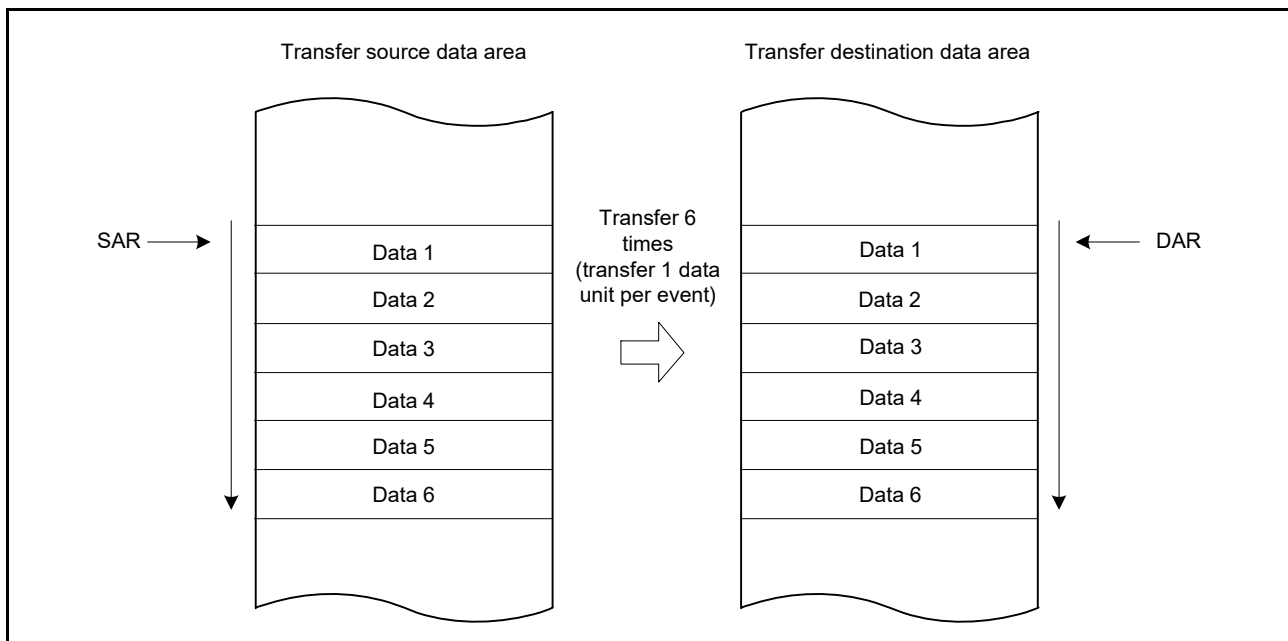 Transfer source data area
Transfer destination data area
SAR
Data 1
Data 2
Data 3
Data 4
Data 5
Data 6
Transfer 6
times
(transfer 1 data
unit per event)
Data 1
Data 2
Data 3
Data 4
Data 5
Data 6
DAR